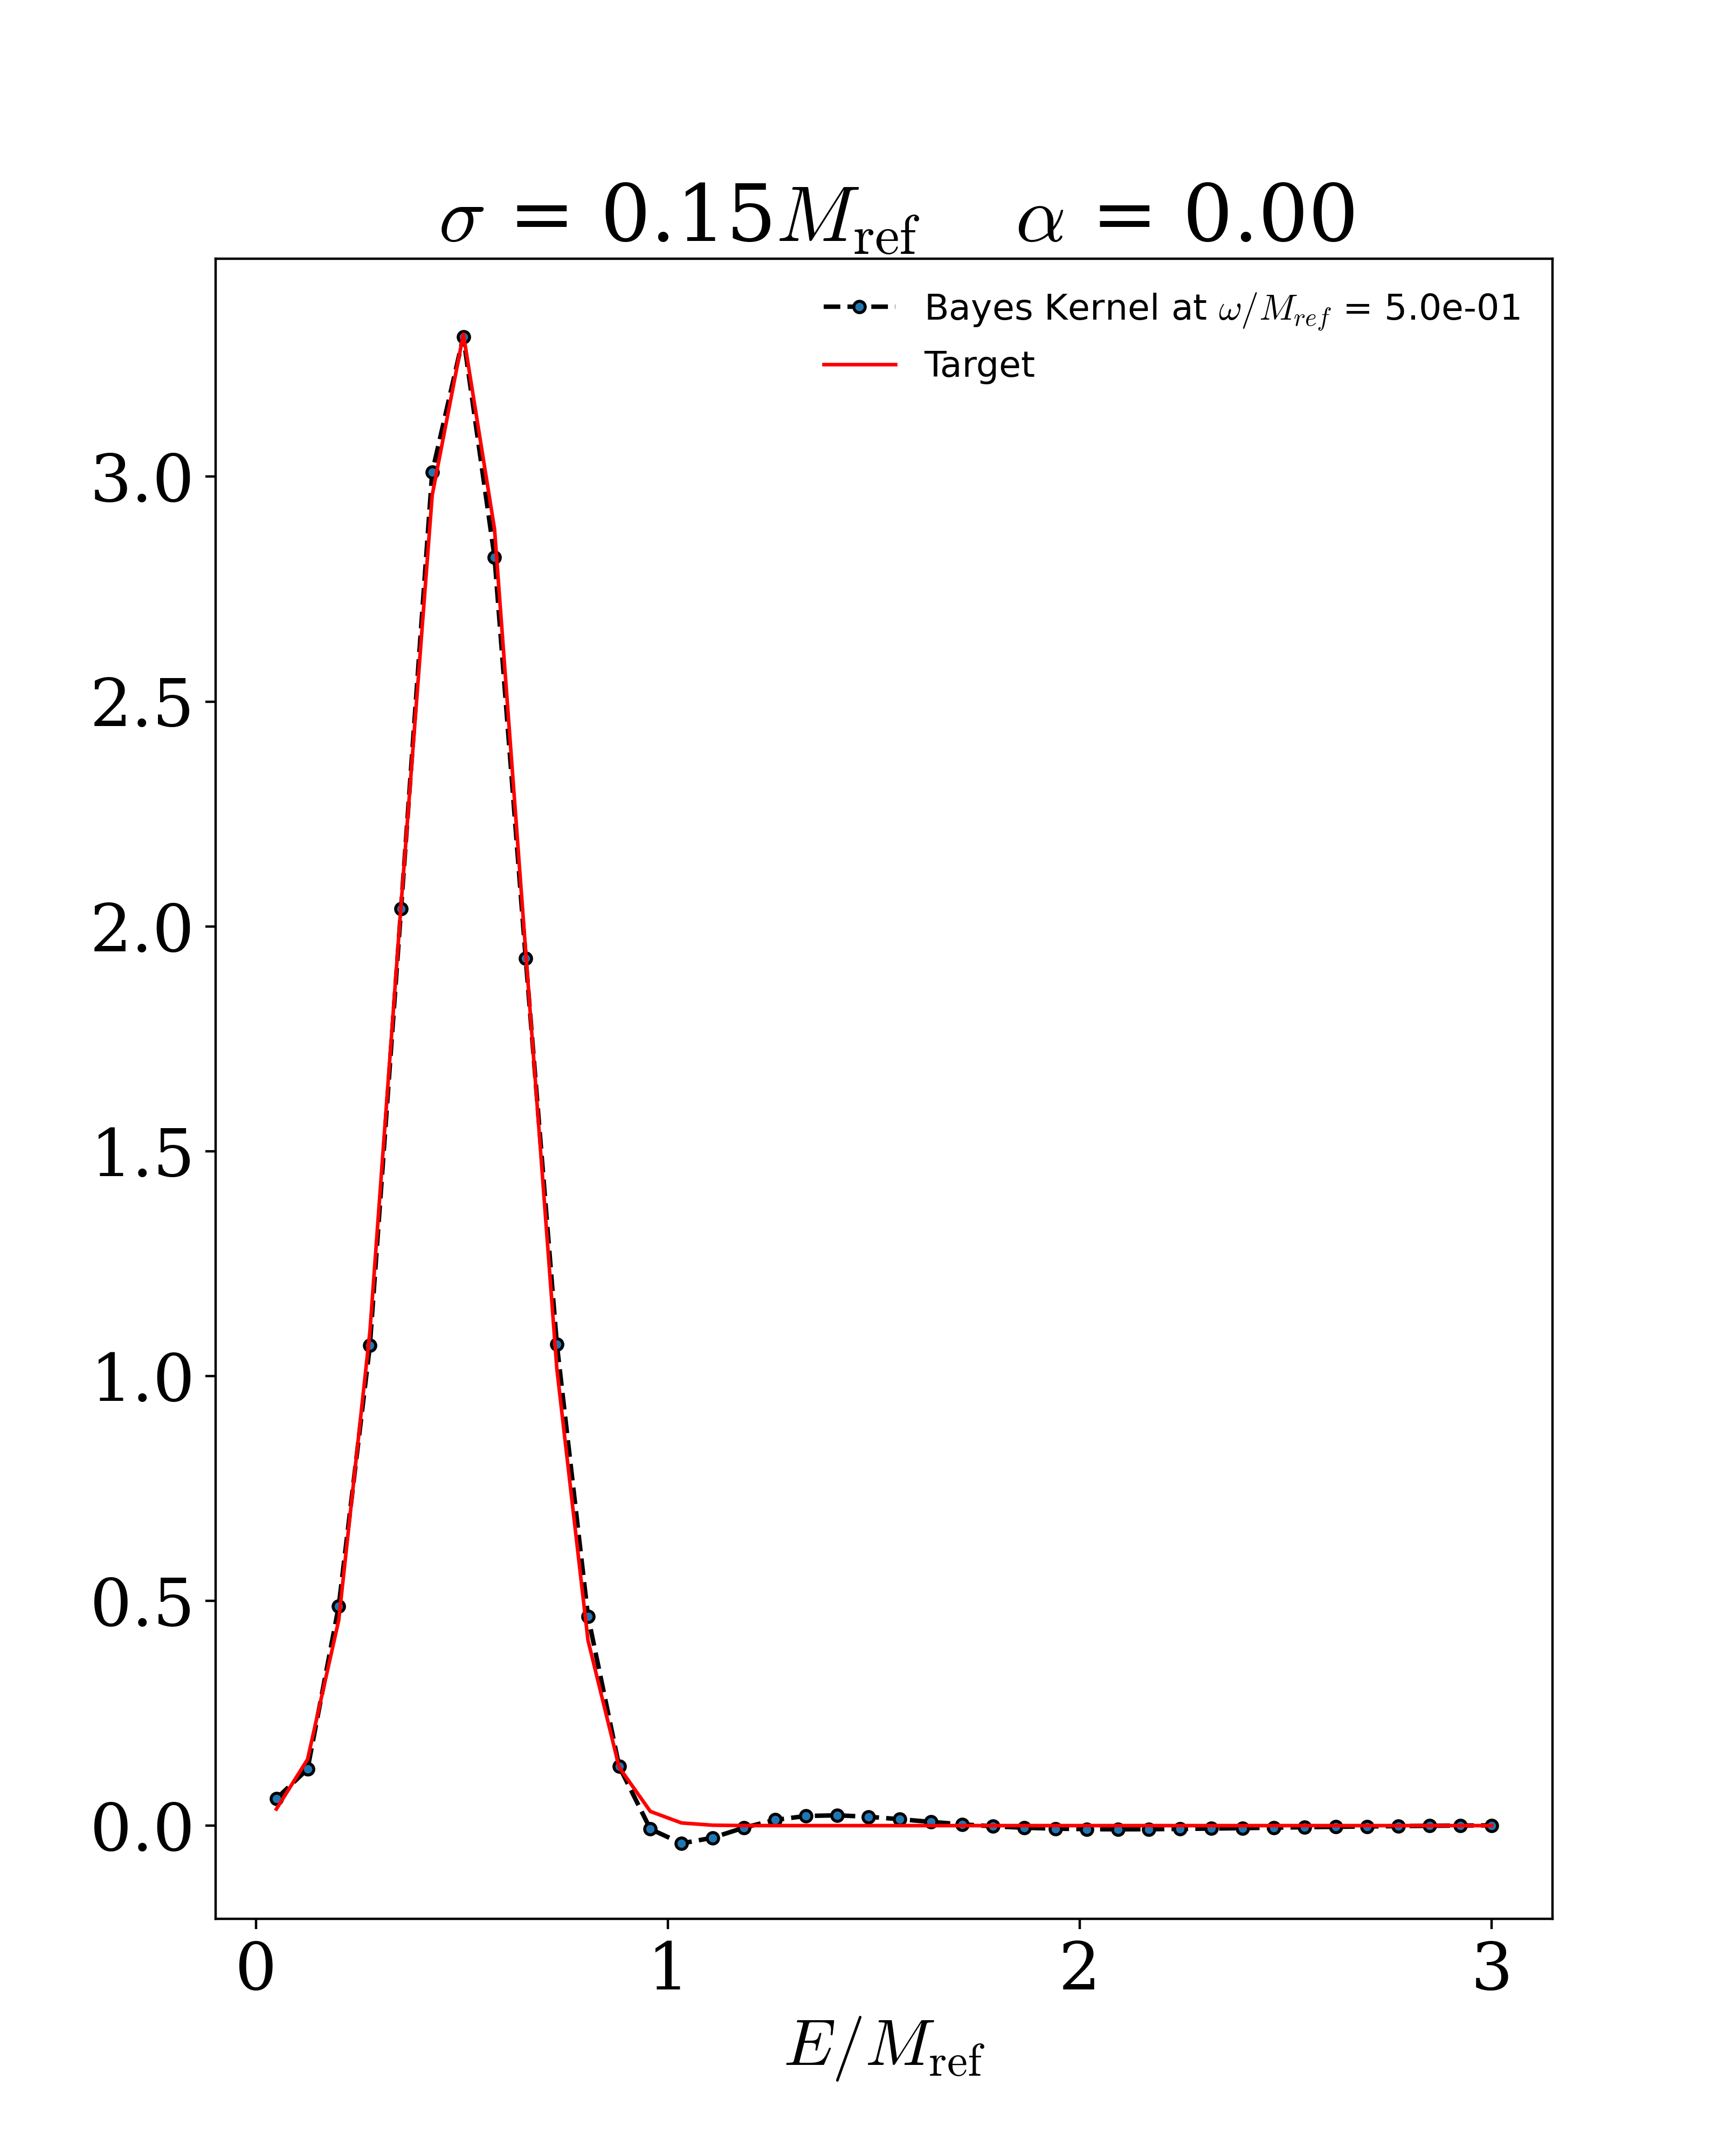 σ = 0.15M_ref   α = 0.00
Bayes Kernel at ω/M_ref = 5.0e-01
Target
3.0
2.5
2.0
1.5
1.0
0.5
0.0
0 1 2 3
E/M_ref